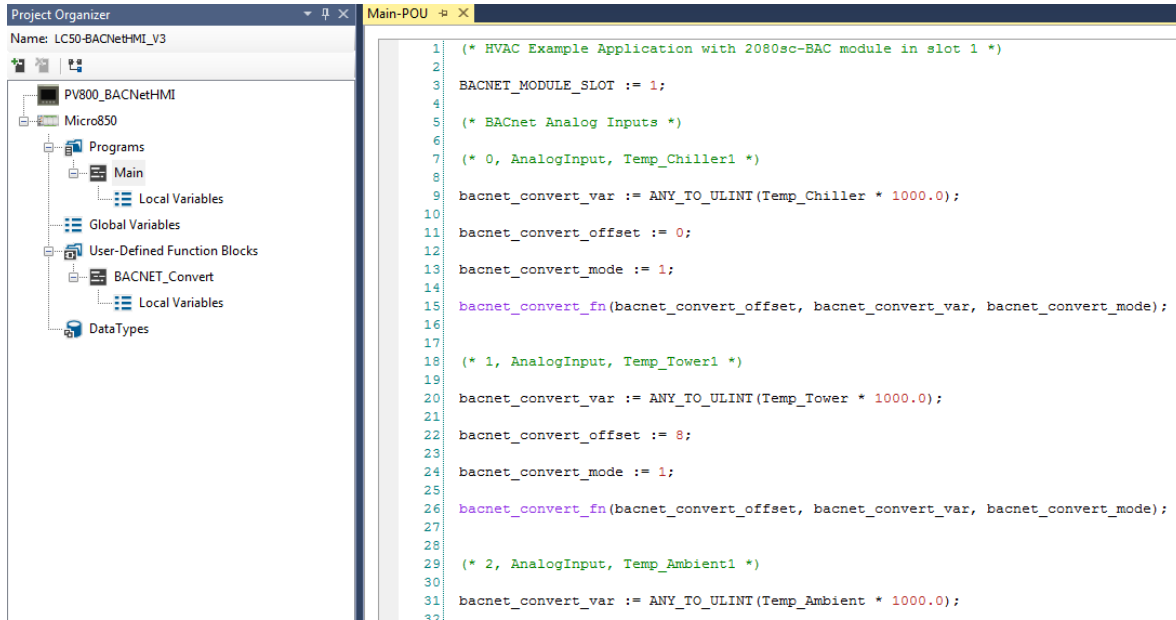 Project Organizer
Name: LC50-BACNetHMI_V3
PV800_BACNetHMI
Micro850
Programs
Main
Local Variables
Global Variables
User-Defined Function Blocks
BACNET_Convert
Local Variables
DataTypes
Main-POU
1 (* HVAC Example Application with 2080sc-BAC module in slot 1 *)
2
3 BACNET_MODULE_SLOT := 1;
4
5 (* BACnet Analog Inputs *)
6
7 (* 0, AnalogInput, Temp_Chiller1 *)
8
9 bacnet_convert_var := ANY_TO_ULINT(Temp_Chiller * 1000.0);
10
11 bacnet_convert_offset := 0;
12
13 bacnet_convert_mode := 1;
14
15 bacnet_convert_fn(bacnet_convert_offset, bacnet_convert_var, bacnet_convert_mode);
16
17
18 (* 1, AnalogInput, Temp_Tower1 *)
19
20 bacnet_convert_var := ANY_TO_ULINT(Temp_Tower * 1000.0);
21
22 bacnet_convert_offset := 8;
23
24 bacnet_convert_mode := 1;
25
26 bacnet_convert_fn(bacnet_convert_offset, bacnet_convert_var, bacnet_convert_mode);
27
28
29 (* 2, AnalogInput, Temp_Ambient1 *)
30
31 bacnet_convert_var := ANY_TO_ULINT(Temp_Ambient * 1000.0);
32